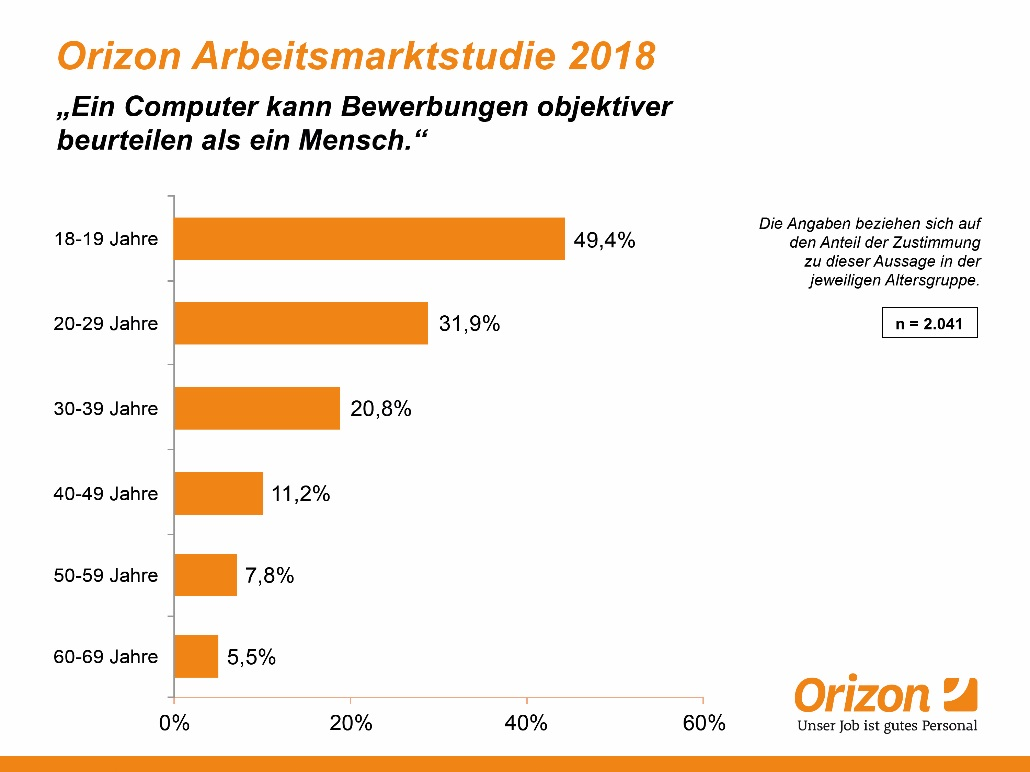 Orizon Arbeitsmarktstudie 2018
„Ein Computer kann Bewerbungen objektiver
beurteilen als ein Mensch.“
18-19 Jahre
49,4%
20-29 Jahre
31,9%
30-39 Jahre
20,8%
40-49 Jahre
11,2%
50-59 Jahre
7,8%
60-69 Jahre
5,5%
0%
20%
40%
60%
Die Angaben beziehen sich auf
den Anteil der Zustimmung
zu dieser Aussage in der
jeweiligen Altersgruppe.
n = 2.041
Orizon
Unser Job ist gutes Personal